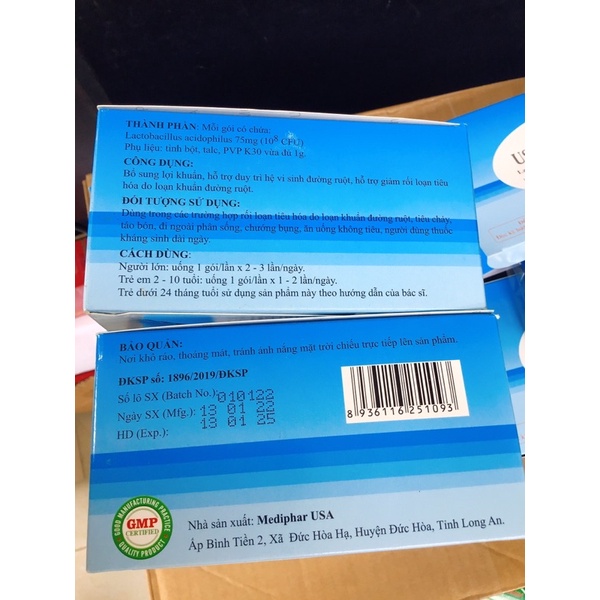 THÀNH PHẦN: Mỗi gói có chứa:
Lactobacillus acidophilus 75mg (10⁸ CFU)
Phụ liệu: tinh bột, talc, PVP K30 vừa đủ 1g.
CÔNG DỤNG:
Bổ sung lợi khuẩn, hỗ trợ duy trì hệ vi sinh đường ruột, hỗ trợ giảm rối loạn tiêu
hóa do loạn khuẩn đường ruột.
ĐỐI TƯỢNG SỬ DỤNG:
Dùng trong các trường hợp rối loạn tiêu hóa do loạn khuẩn đường ruột, tiêu chảy,
táo bón, đi ngoài phân sống, chướng bụng, ăn uống không tiêu, người dùng thuốc
kháng sinh dài ngày.
CÁCH DÙNG:
Người lớn: uống 1 gói/lần x 2 - 3 lần/ngày.
Trẻ em 2 - 10 tuổi: uống 1 gói/lần x 1 - 2 lần/ngày.
Trẻ dưới 24 tháng tuổi sử dụng sản phẩm này theo hướng dẫn của bác sĩ.
BẢO QUẢN:
Nơi khô ráo, thoáng mát, tránh ánh nắng mặt trời chiếu trực tiếp lên sản phẩm.
ĐKSP số: 1896/2019/ĐKSP
Số lô SX (Batch No.): 010122
Ngày SX (Mfg.): 13 01 22
HD (Exp.): 13 01 25
8 936116 251093
GOOD MANUFACTURING PRACTICE
GMP
CERTIFIED
QUALITY PRODUCT
Nhà sản xuất: Mediphar USA
Ấp Bình Tiền 2, Xã Đức Hòa Hạ, Huyện Đức Hòa, Tỉnh Long An.